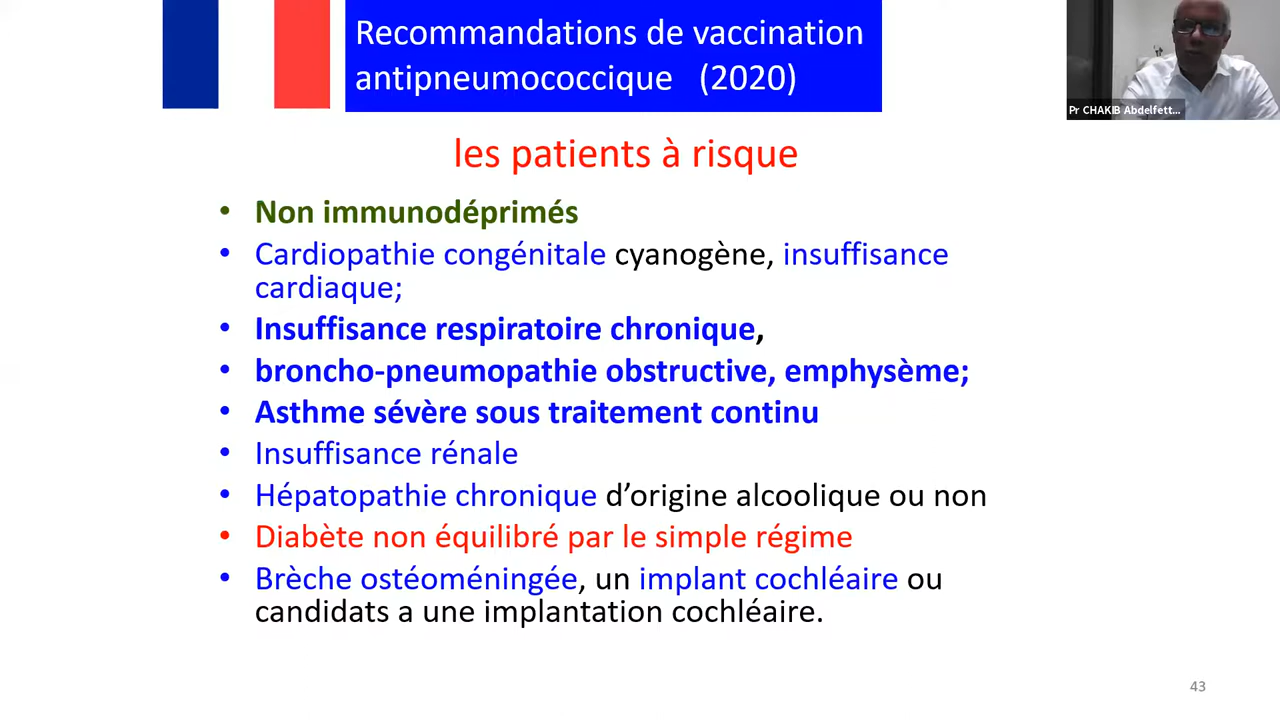 Recommandations de vaccination
antipneumococcique (2020)
Pr CHAKIB Abdelfett...
les patients à risque
• Non immunodéprimés
• Cardiopathie congénitale cyanogène, insuffisance
cardiaque;
• Insuffisance respiratoire chronique,
• broncho-pneumopathie obstructive, emphysème;
• Asthme sévère sous traitement continu
• Insuffisance rénale
• Hépatopathie chronique d’origine alcoolique ou non
• Diabète non équilibré par le simple régime
• Brèche ostéoméningée, un implant cochléaire ou
candidats a une implantation cochléaire.
43